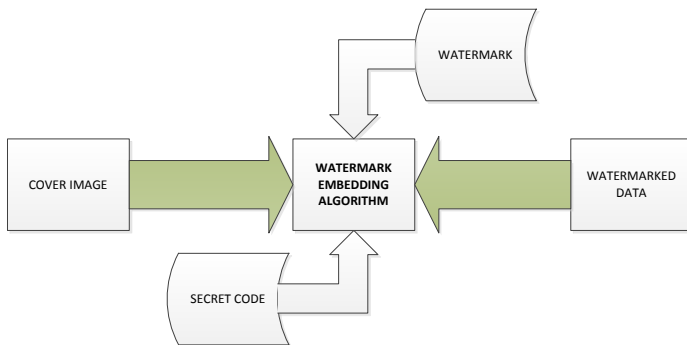 WATERMARK
COVER IMAGE
WATERMARK
EMBEDDING
ALGORITHM
WATERMARKED
DATA
SECRET CODE